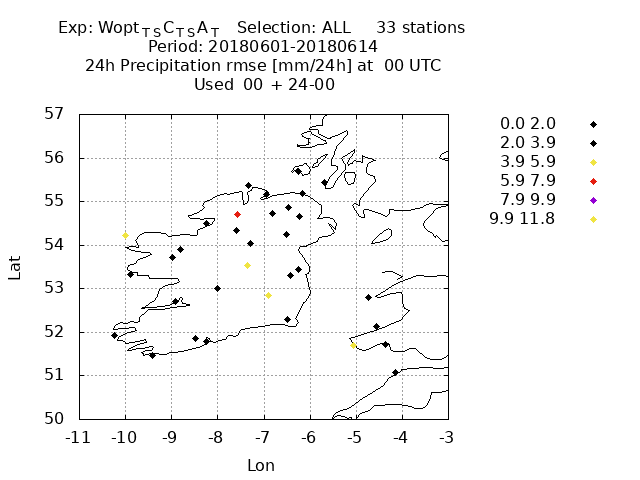 Exp: Wopt_TS C_TS A_T   Selection: ALL     33 stations
Period: 20180601-20180614
24h Precipitation rmse [mm/24h] at  00 UTC
Used  00 + 24-00
57
56
55
54
53
52
51
50
-11 -10 -9 -8 -7 -6 -5 -4 -3
Lat
Lon
0.0 2.0
2.0 3.9
3.9 5.9
5.9 7.9
7.9 9.9
9.9 11.8